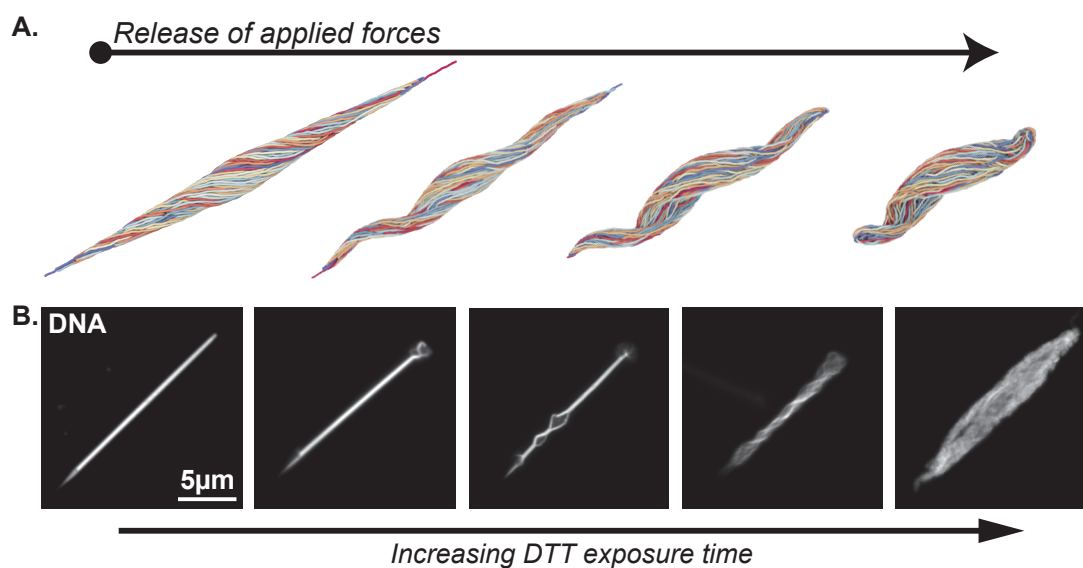 A.
Release of applied forces
B.
DNA
5µm
Increasing DTT exposure time